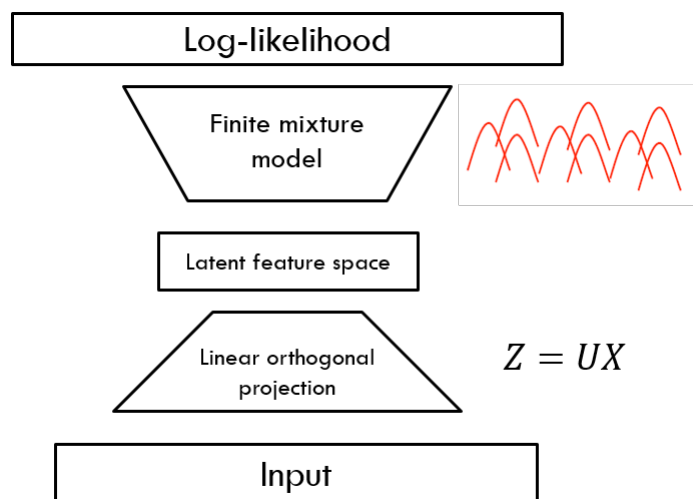 Log-likelihood
Finite mixture
model
Latent feature space
Linear orthogonal
projection
Z = UX
Input